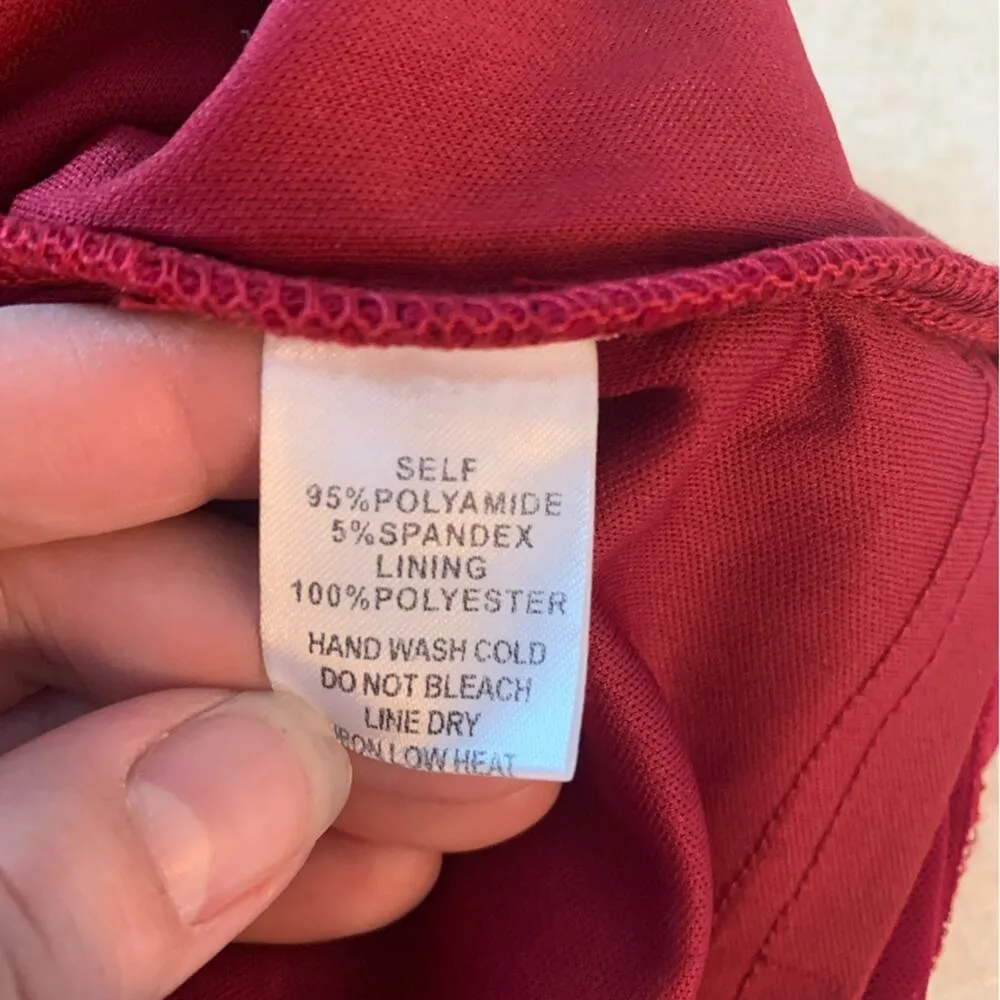 SELF
95%POLYAMIDE
5%SPANDEX
LINING
100%POLYESTER
HAND WASH COLD
DO NOT BLEACH
LINE DRY
IRON LOW HEAT